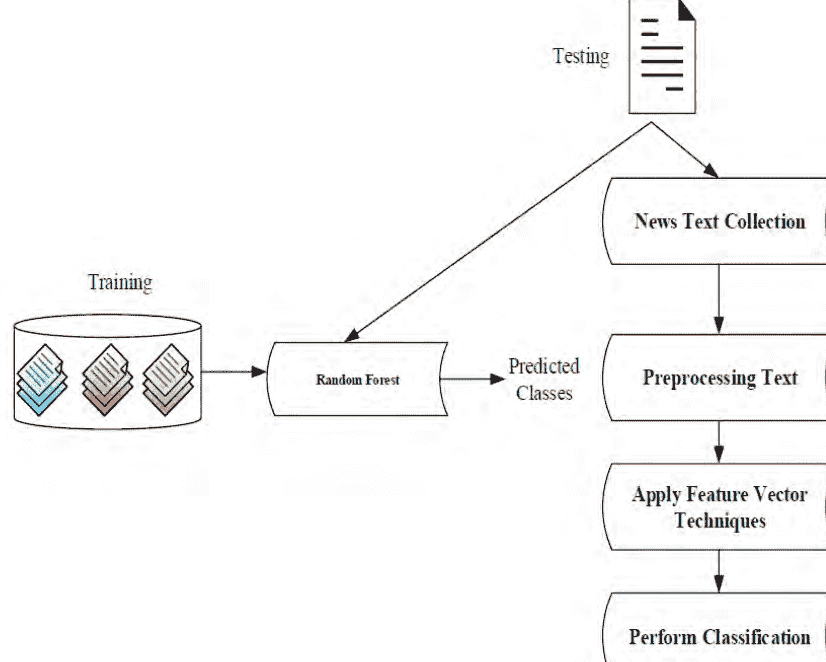 Testing
News Text Collection
Training
Random Forest
Predicted
Classes
Preprocessing Text
Apply Feature Vector
Techniques
Perform Classification